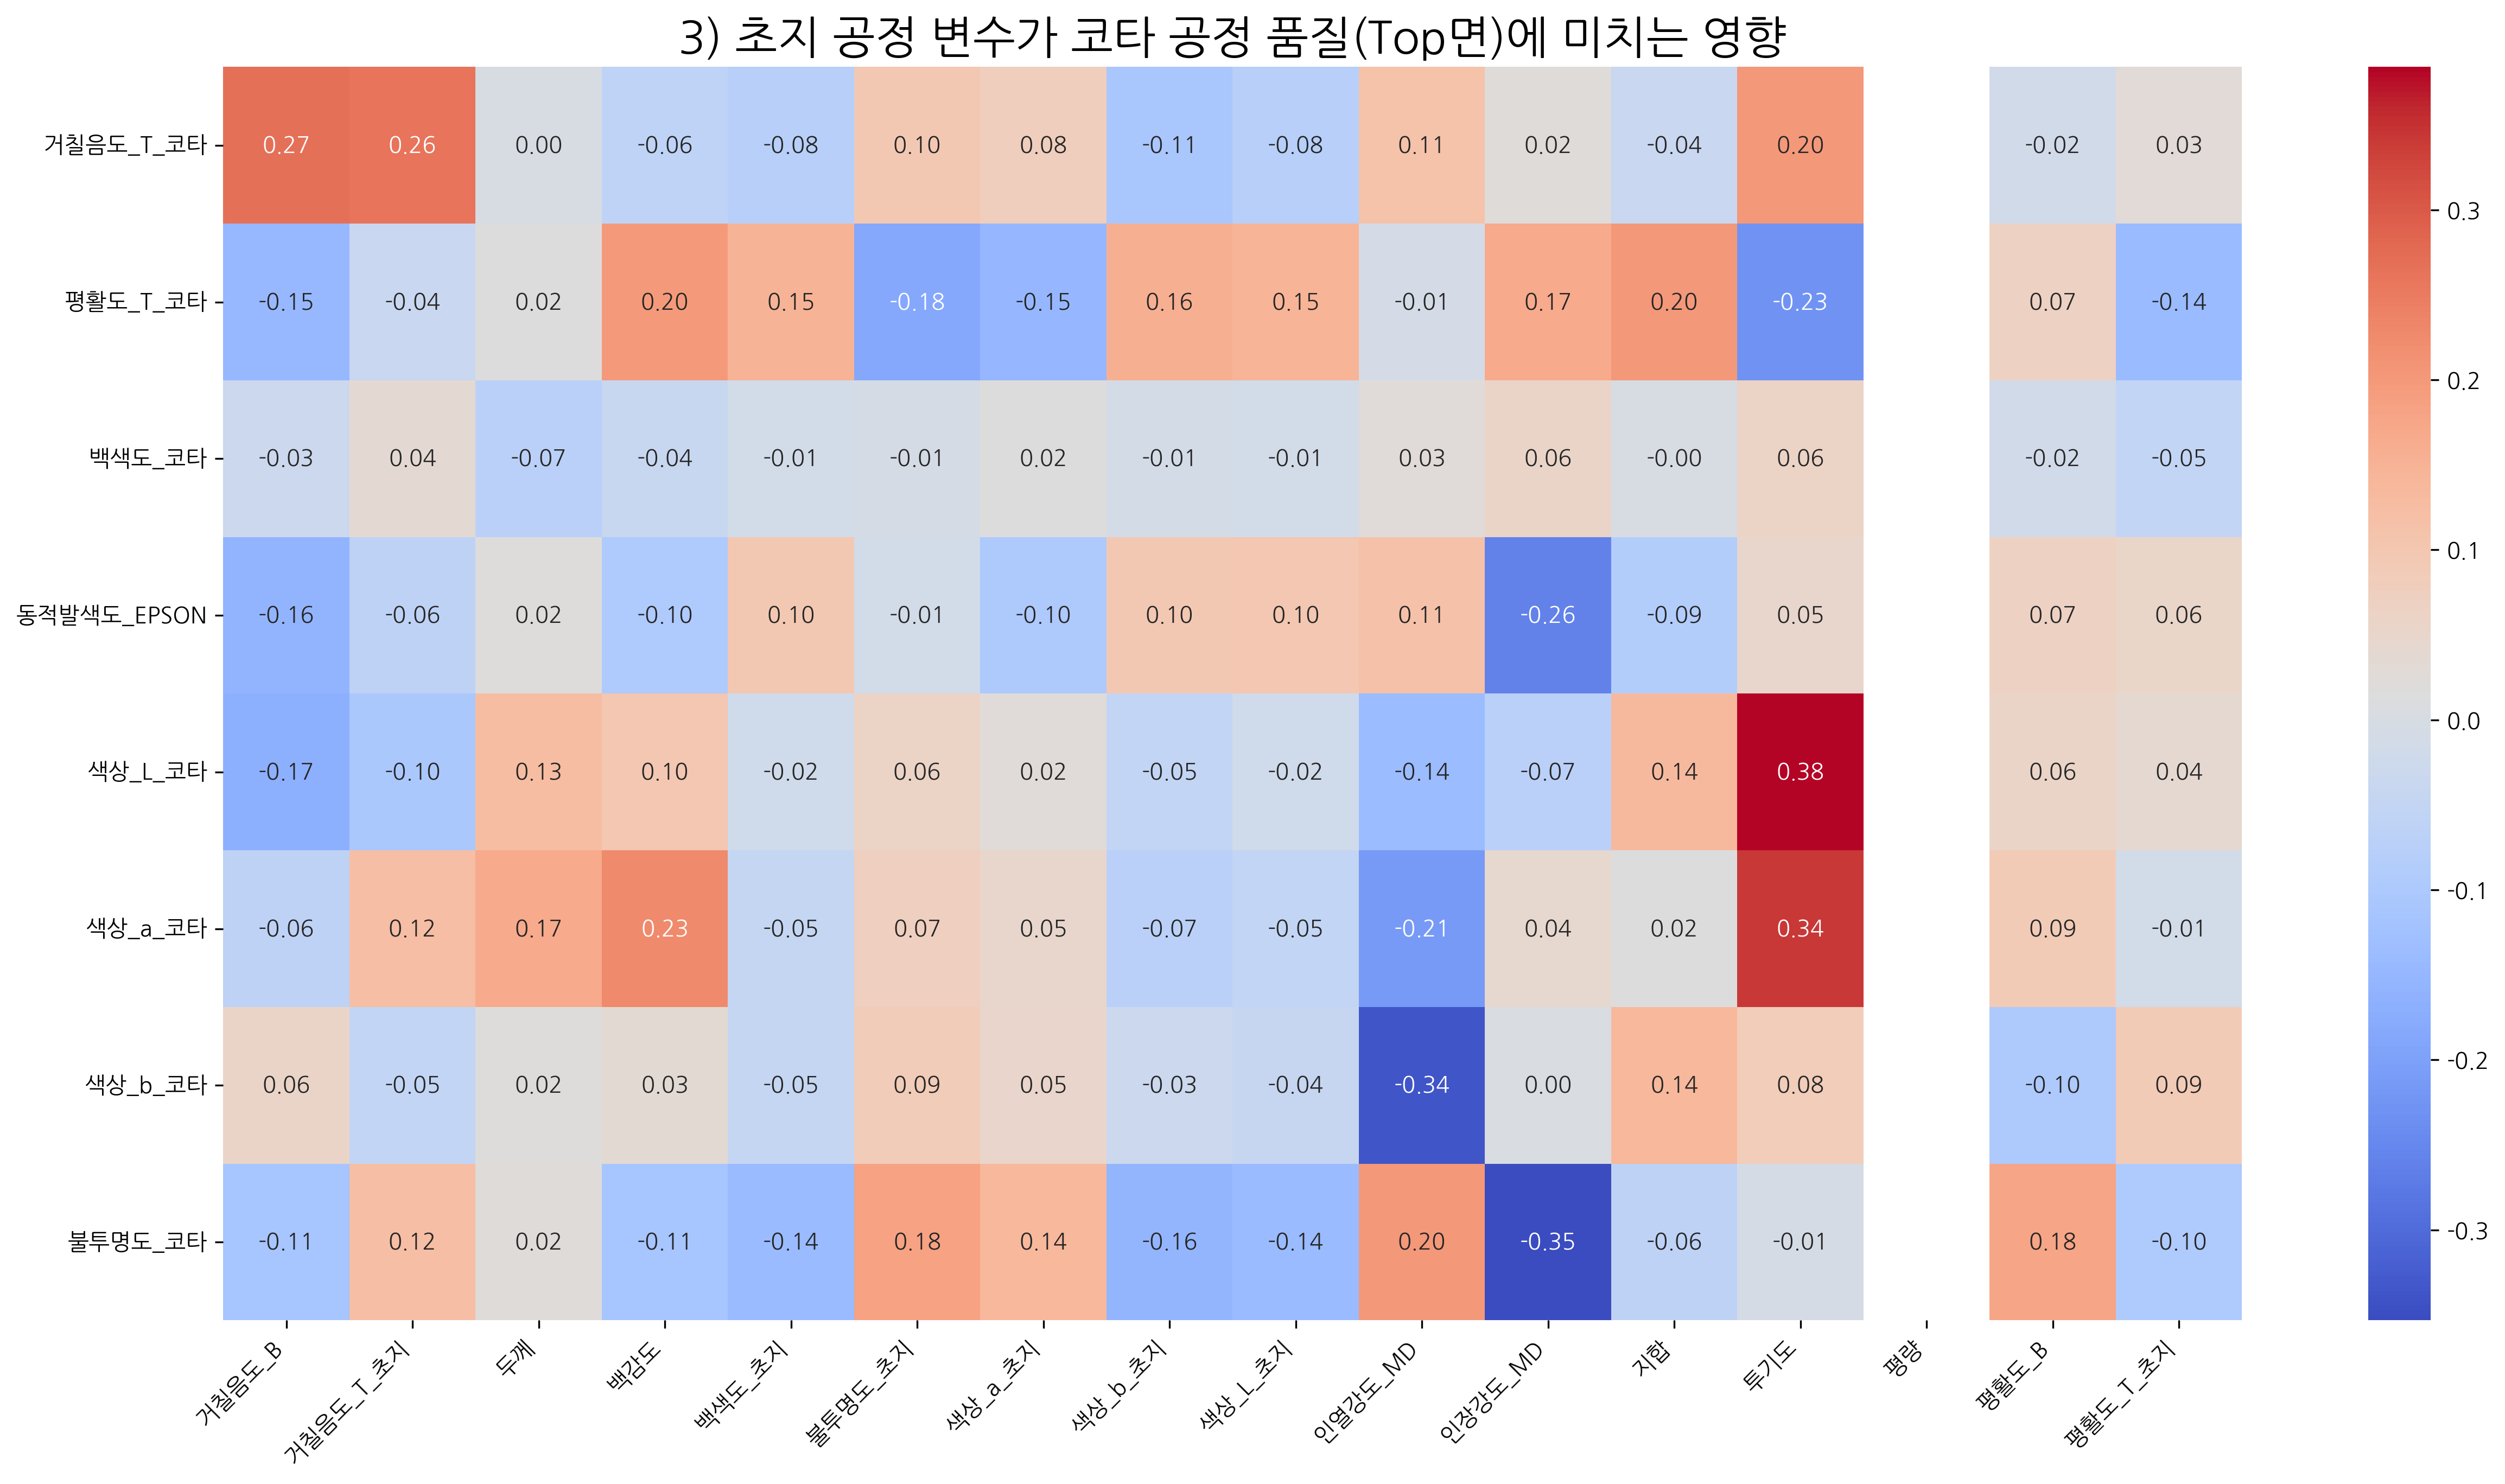 3) 초지 공정 변수가 코타 공정 품질(Top면)에 미치는 영향
거칠음도_T_코타 0.27 0.26 0.00 -0.06 -0.08 0.10 0.08 -0.11 -0.08 0.11 0.02 -0.04 0.20 -0.02 0.03
평활도_T_코타 -0.15 -0.04 0.02 0.20 0.15 -0.18 -0.15 0.16 0.15 -0.01 0.17 0.20 -0.23 0.07 -0.14
백색도_코타 -0.03 0.04 -0.07 -0.04 -0.01 -0.01 0.02 -0.01 -0.01 0.03 0.06 -0.00 0.06 -0.02 -0.05
동적발색도_EPSON -0.16 -0.06 0.02 -0.10 0.10 -0.01 -0.10 0.10 0.10 0.11 -0.26 -0.09 0.05 0.07 0.06
색상_L_코타 -0.17 -0.10 0.13 0.10 -0.02 0.06 0.02 -0.05 -0.02 -0.14 -0.07 0.14 0.38 0.06 0.04
색상_a_코타 -0.06 0.12 0.17 0.23 -0.05 0.07 0.05 -0.07 -0.05 -0.21 0.04 0.02 0.34 0.09 -0.01
색상_b_코타 0.06 -0.05 0.02 0.03 -0.05 0.09 0.05 -0.03 -0.04 -0.34 0.00 0.14 0.08 -0.10 0.09
불투명도_코타 -0.11 0.12 0.02 -0.11 -0.14 0.18 0.14 -0.16 -0.14 0.20 -0.35 -0.06 -0.01 0.18 -0.10
거칠음도_B 거칠음도_T_초지 두께 백감도 백색도_초지 불투명도_초지 색상_a_초지 색상_b_초지 색상_L_초지 인열강도_MD 인장강도_MD 지합 투기도 평량 평활도_B 평활도_T_초지
0.3
0.2
0.1
0.0
-0.1
-0.2
-0.3